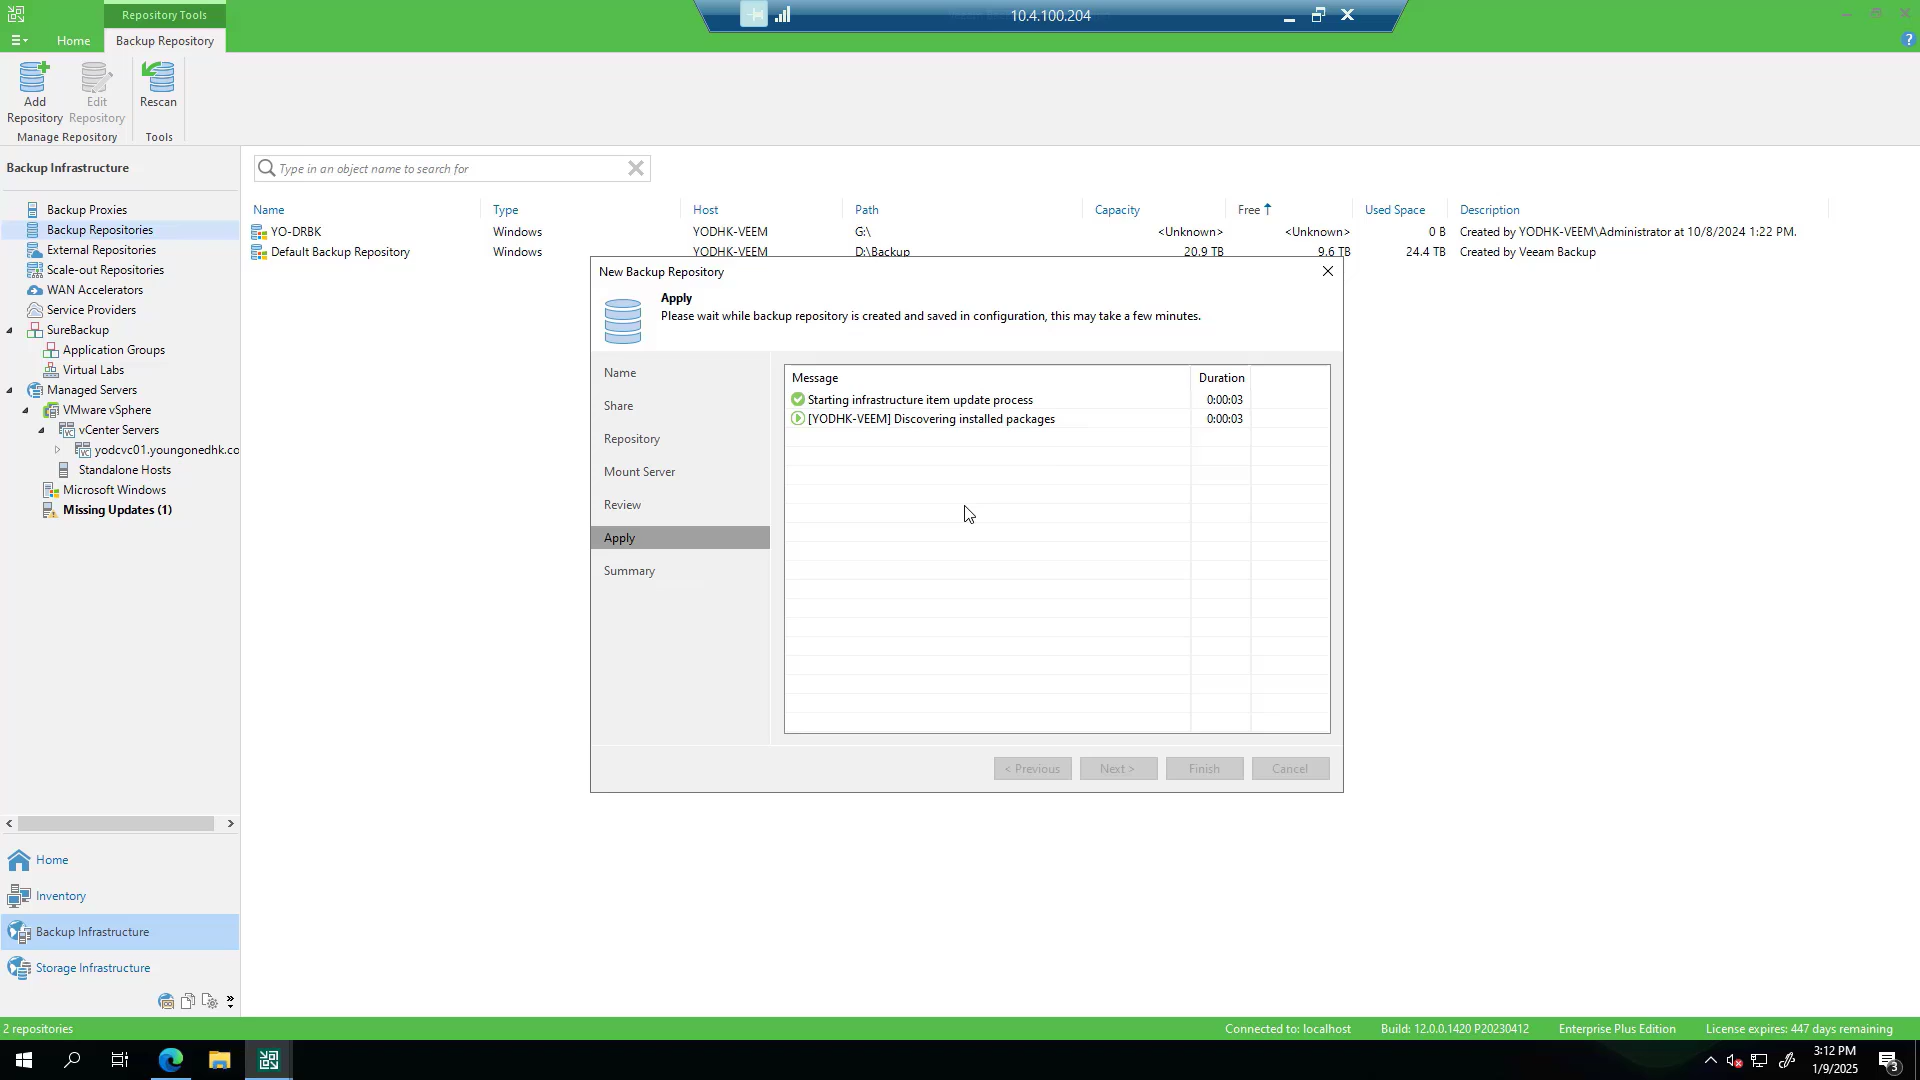 Repository Tools
10.4.100.204
Home
Backup Repository
?
Add
Repository
Edit
Repository
Rescan
Manage Repository
Tools
Backup Infrastructure
Type in an object name to search for
Backup Proxies
Backup Repositories
External Repositories
Scale-out Repositories
WAN Accelerators
Service Providers
SureBackup
Application Groups
Virtual Labs
Managed Servers
VMware vSphere
vCenter Servers
yodcvc01.youngonedhk.co
Standalone Hosts
Microsoft Windows
Missing Updates (1)
Name Type Host Path Capacity Free Used Space Description
YO-DRBK Windows YODHK-VEEM G:\ <Unknown> <Unknown> 0 B Created by YODHK-VEEM\Administrator at 10/8/2024 1:22 PM.
Default Backup Repository Windows YODHK-VEEM D:\Backup 20.9 TB 9.6 TB 24.4 TB Created by Veeam Backup
New Backup Repository
Apply
Please wait while backup repository is created and saved in configuration, this may take a few minutes.
Name
Share
Repository
Mount Server
Review
Apply
Summary
Message Duration
Starting infrastructure item update process 0:00:03
[YODHK-VEEM] Discovering installed packages 0:00:03
< Previous
Next >
Finish
Cancel
Home
Inventory
Backup Infrastructure
Storage Infrastructure
2 repositories
Connected to: localhost
Build: 12.0.0.1420 P20230412
Enterprise Plus Edition
License expires: 447 days remaining
3:12 PM
1/9/2025
3